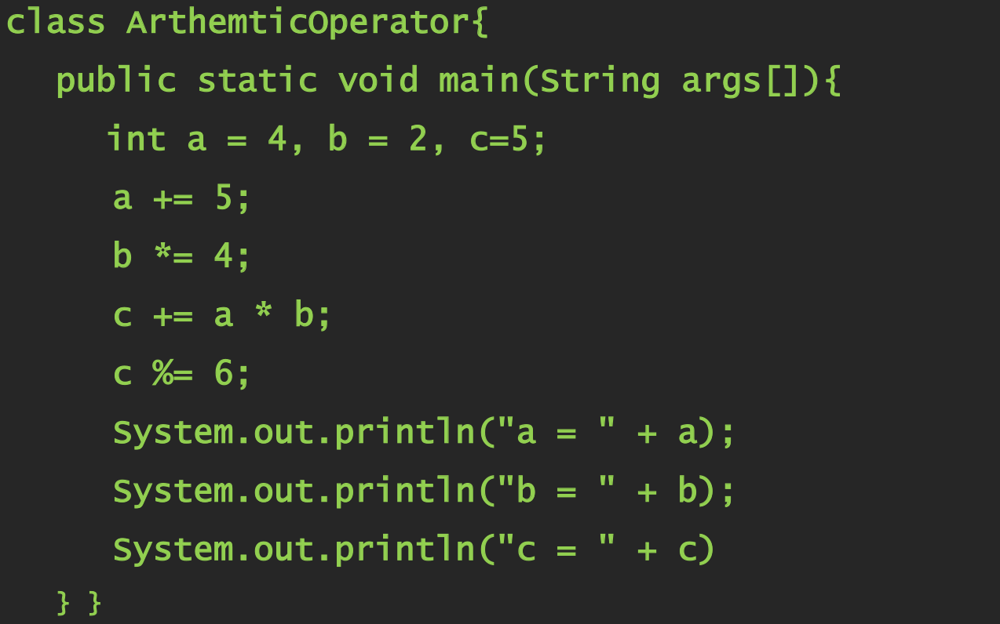 class ArthemticOperator{
public static void main(String args[]){
int a = 4, b = 2, c=5;
a += 5;
b *= 4;
c += a * b;
c %= 6;
System.out.println("a = " + a);
System.out.println("b = " + b);
System.out.println("c = " + c)
} }